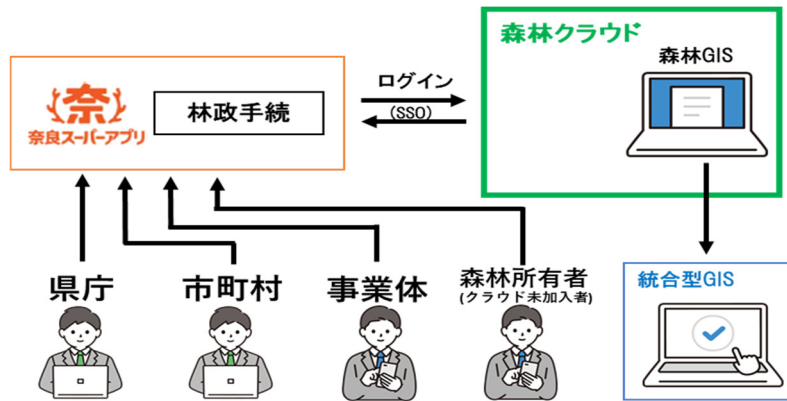 森林クラウド
森林GIS
奈
奈良スーパーアプリ
林政手続
ログイン
(SSO)
県庁
市町村
事業体
森林所有者
(クラウド未加入者)
統合型GIS